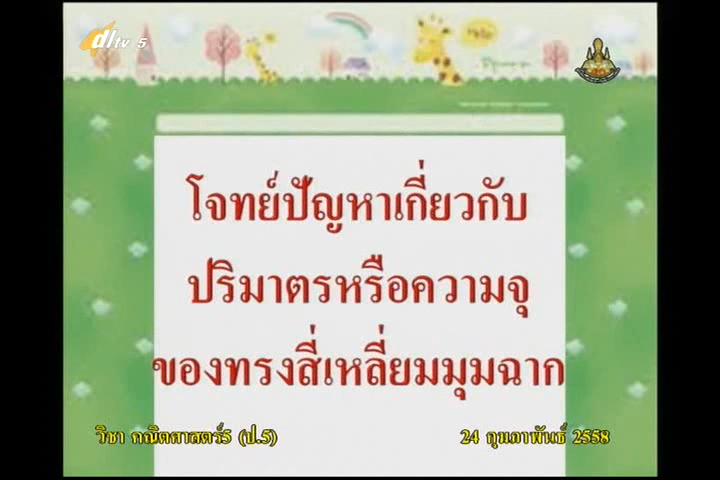 dltv 5
Hello
โจทย์ปัญหาเกี่ยวกับ
ปริมาตรหรือความจุ
ของทรงสี่เหลี่ยมมุมฉาก
วิชา คณิตศาสตร์5 (ป.5)
24 กุมภาพันธ์ 2558